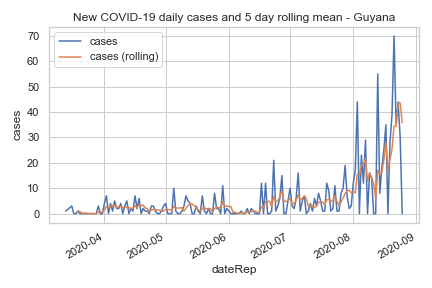 New COVID-19 daily cases and 5 day rolling mean - Guyana
cases
cases (rolling)
cases
70
60
50
40
30
20
10
0
2020-04
2020-05
2020-06
2020-07
2020-08
2020-09
dateRep